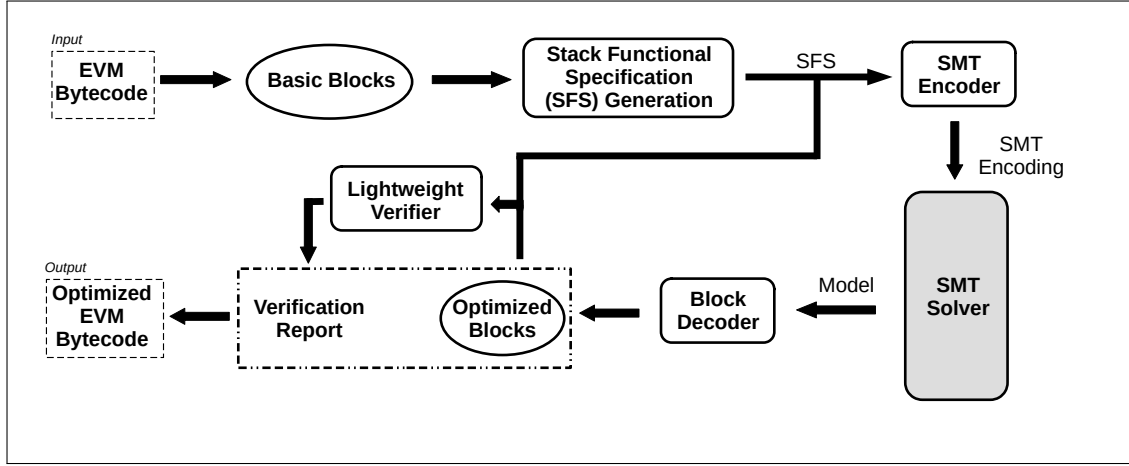 Input
EVM
Bytecode
Basic Blocks
Stack Functional
Specification
(SFS) Generation
SFS
SMT
Encoder
SMT
Encoding
Lightweight
Verifier
Output
Optimized
EVM
Bytecode
Verification
Report
Optimized
Blocks
Block
Decoder
Model
SMT
Solver